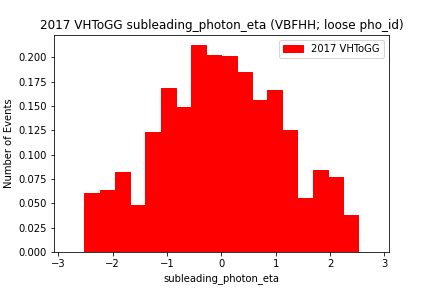 2017 VHToGG subleading_photon_eta (VBFHH; loose pho_id)
2017 VHToGG
Number of Events
0.200
0.175
0.150
0.125
0.100
0.075
0.050
0.025
0.000
−3 −2 −1 0 1 2 3
subleading_photon_eta